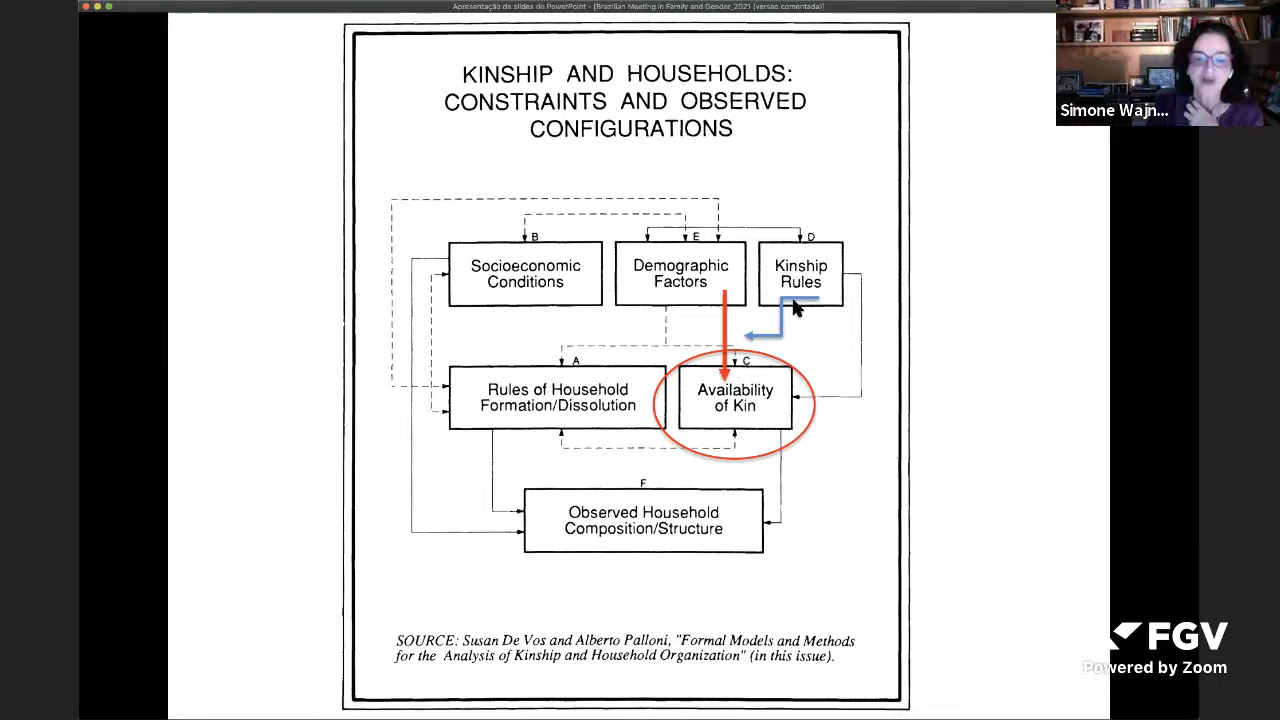 Apresentação de slides do PowerPoint - [Brazilian Meeting in Family and Gender_2021 (versao comentada)]
Simone Wajn...
KINSHIP AND HOUSEHOLDS:
CONSTRAINTS AND OBSERVED
CONFIGURATIONS
B
E
D
Socioeconomic
Conditions
Demographic
Factors
Kinship
Rules
A
C
Rules of Household
Formation/Dissolution
Availability
of Kin
F
Observed Household
Composition/Structure
SOURCE: Susan De Vos and Alberto Palloni, "Formal Models and Methods
for the Analysis of Kinship and Household Organization" (in this issue).
FGV
Powered by Zoom